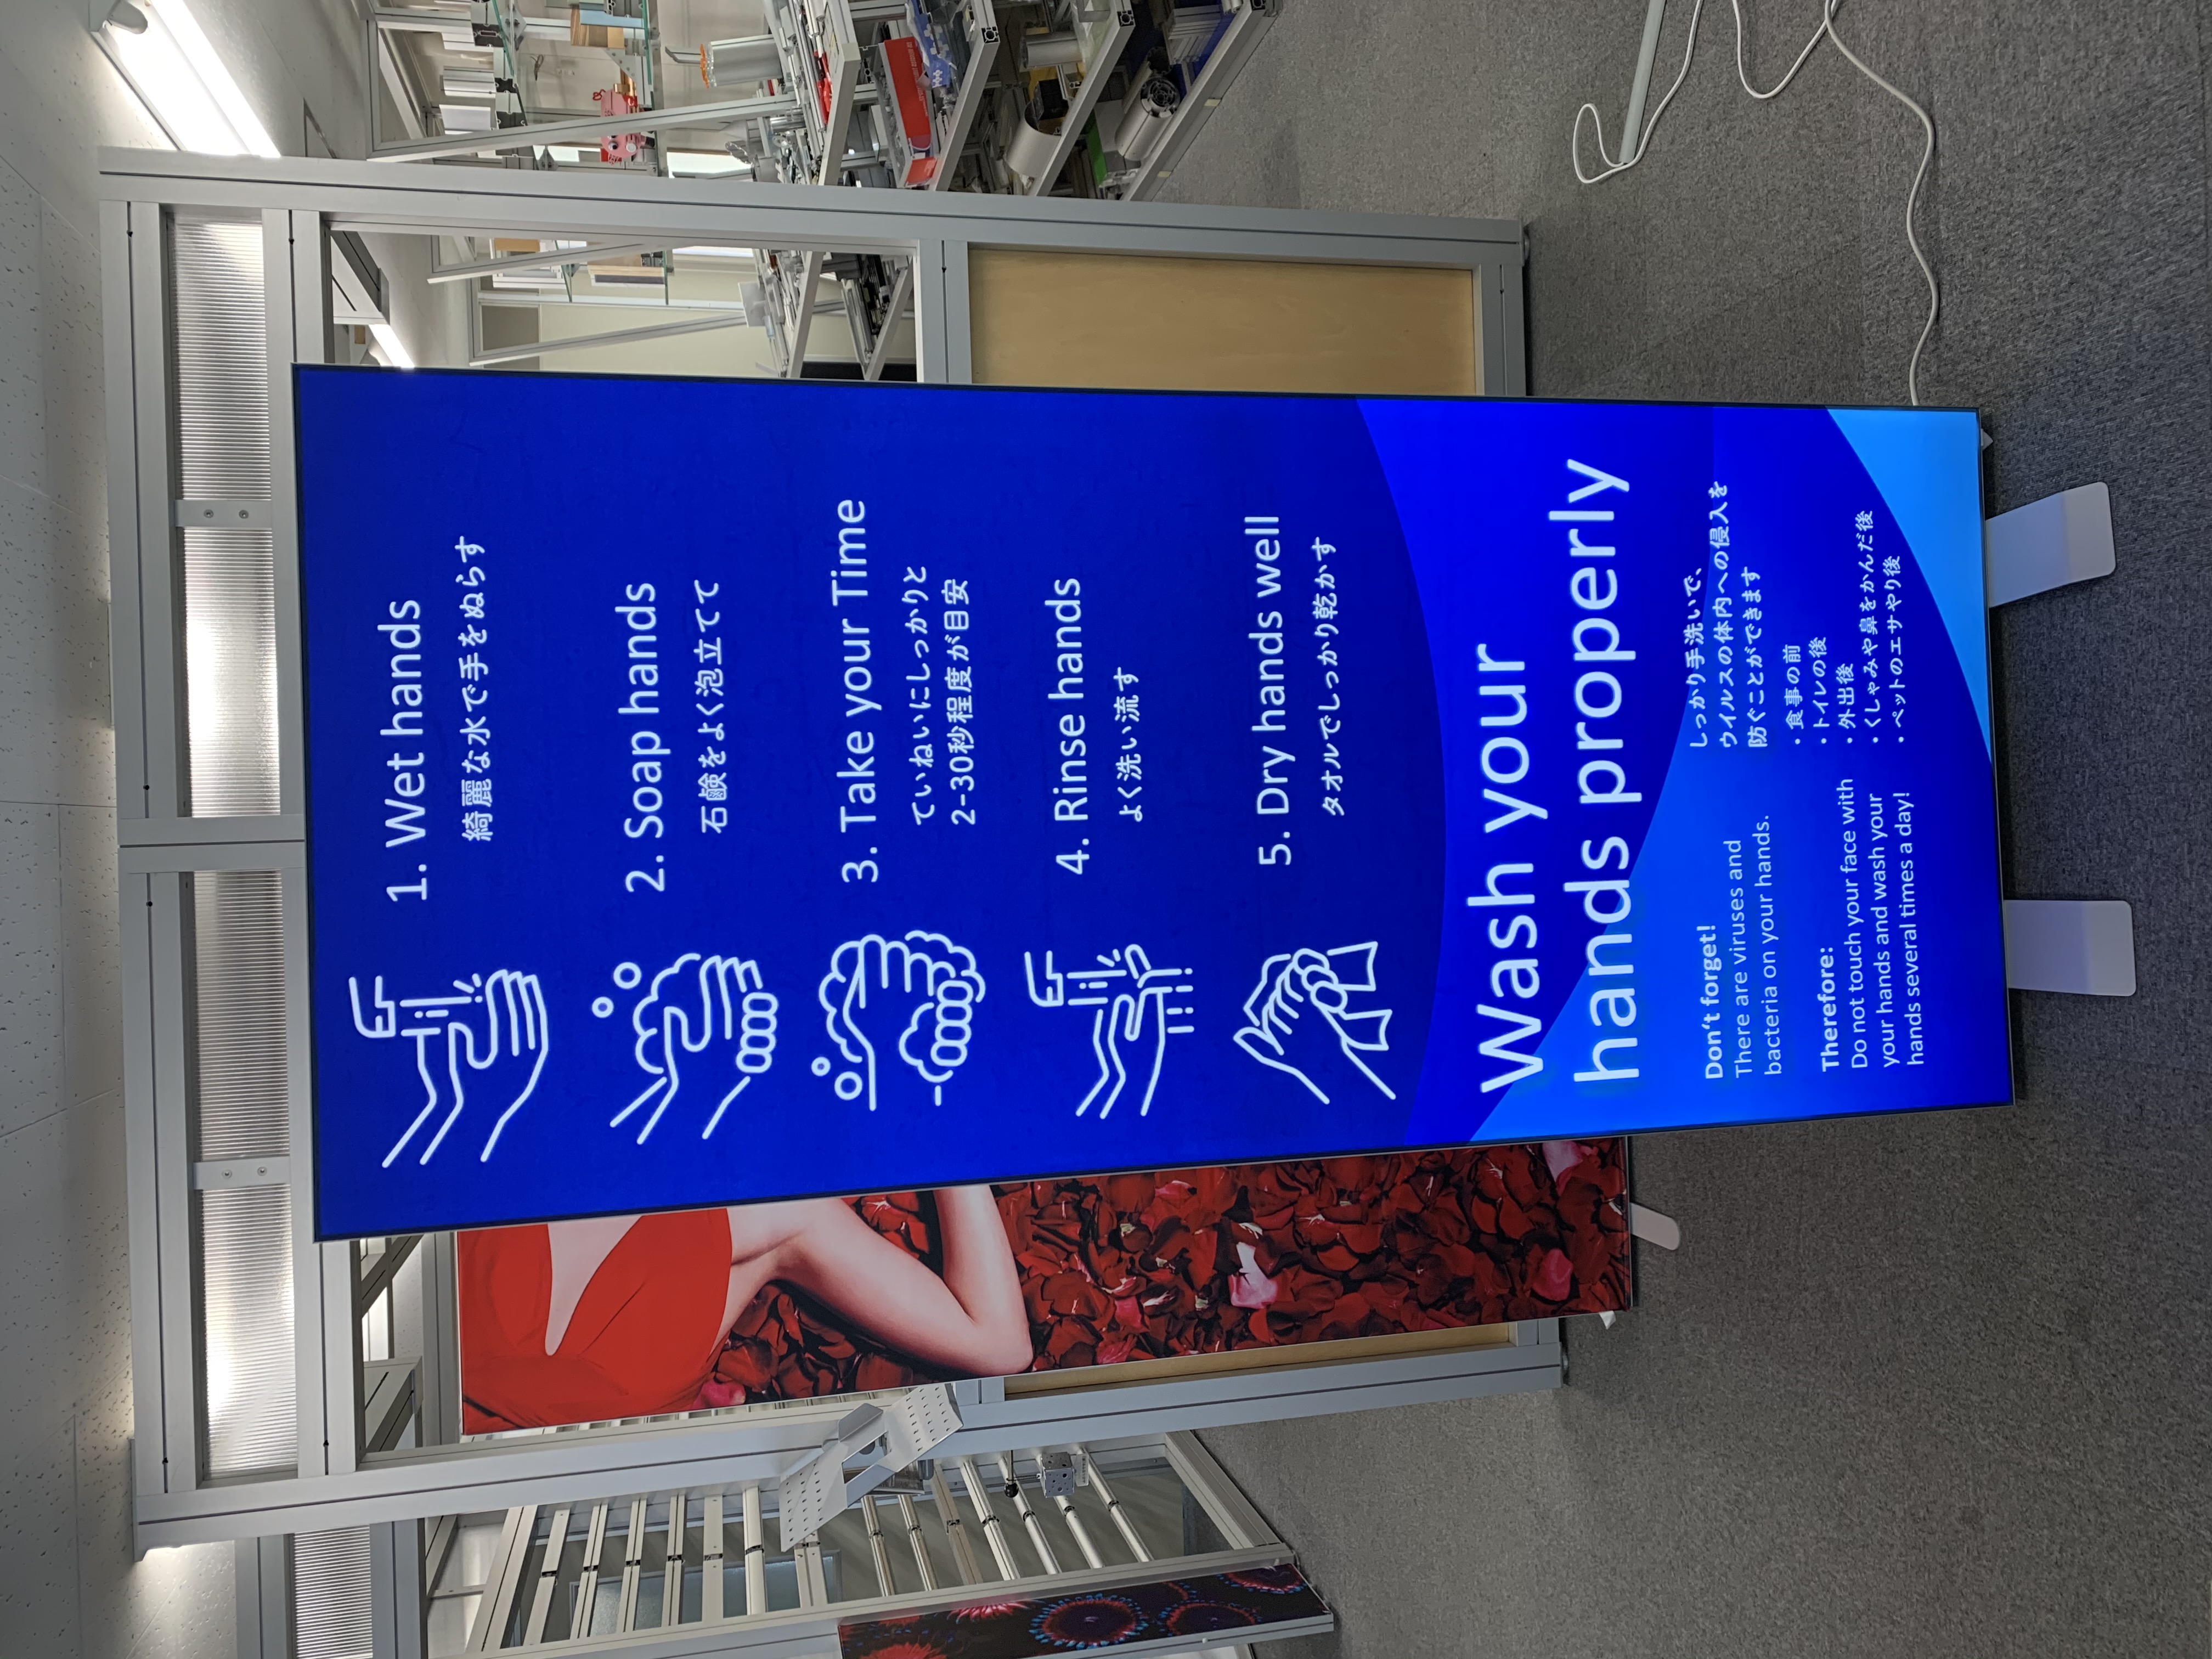 1. Wet hands
綺麗な水で手をぬらす
2. Soap hands
石鹸をよく泡立てて
3. Take your Time
ていねいにしっかりと
2-30秒程度が目安
4. Rinse hands
よく洗い流す
5. Dry hands well
タオルでしっかり乾かす
Wash your
hands properly
Don't forget!
There are viruses and
bacteria on your hands.
Therefore:
Do not touch your face with
your hands and wash your
hands several times a day!
しっかり手洗いで、
ウイルスの体内への侵入を
防ぐことができます
・食事の前
・トイレの後
・外出後
・くしゃみや鼻をかんだ後
・ペットのエサやり後